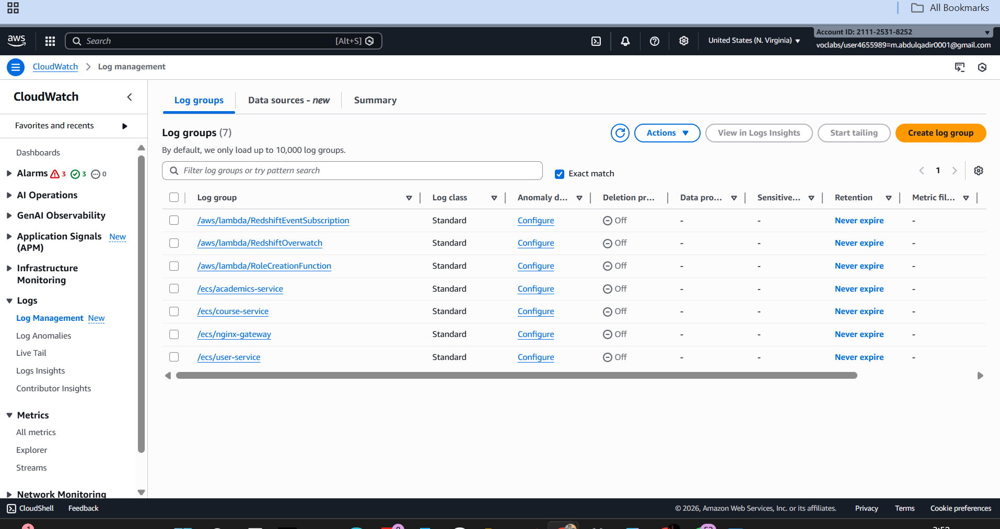 All Bookmarks
aws
Search [Alt+S]
United States (N. Virginia)
Account ID: 2111-2531-8252
voclabs/user4655989=m.abdulqadir0001@gmail.com
CloudWatch Log management
CloudWatch
Favorites and recents
Dashboards
Alarms 3 3 0
AI Operations
GenAI Observability
Application Signals (APM) New
Infrastructure Monitoring
Logs
Log Management New
Log Anomalies
Live Tail
Logs Insights
Contributor Insights
Metrics
All metrics
Explorer
Streams
Network Monitoring
Log groups Data sources - new Summary
Log groups (7)
Actions View in Logs Insights Start tailing Create log group
By default, we only load up to 10,000 log groups.
Filter log groups or try pattern search Exact match 1
Log group Log class Anomaly d... Deletion pr... Data pro... Sensitive... Retention Metric fil...
/aws/lambda/RedshiftEventSubscription Standard Configure Off - - Never expire -
/aws/lambda/RedshiftOverwatch Standard Configure Off - - Never expire -
/aws/lambda/RoleCreationFunction Standard Configure Off - - Never expire -
/ecs/academics-service Standard Configure Off - - Never expire -
/ecs/course-service Standard Configure Off - - Never expire -
/ecs/nginx-gateway Standard Configure Off - - Never expire -
/ecs/user-service Standard Configure Off - - Never expire -
CloudShell Feedback © 2026, Amazon Web Services, Inc. or its affiliates. Privacy Terms Cookie preferences